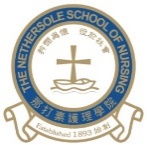 THE NETHERSOLE SCHOOL OF NURSING
那打素護理學院
Established 1893